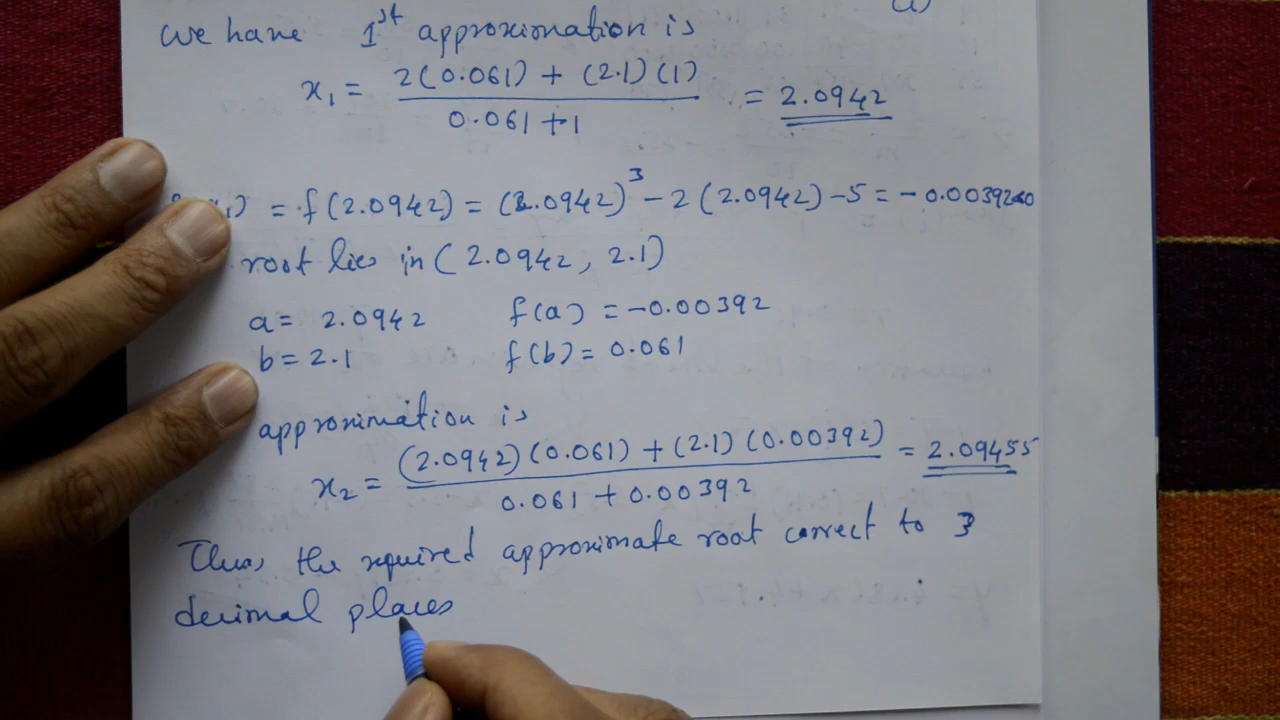 We have 1st approximation is
x₁ = 2(0.061) + (2.1)(1) / 0.061 + 1 = 2.0942
= f(2.0942) = (2.0942)³ - 2(2.0942) - 5 = -0.00392
root lies in (2.0942, 2.1)
a = 2.0942 f(a) = -0.00392
b = 2.1 f(b) = 0.061
approximation is
x₂ = (2.0942)(0.061) + (2.1)(0.00392) / 0.061 + 0.00392 = 2.09455
Thus, the required approximate root correct to 3
decimal places